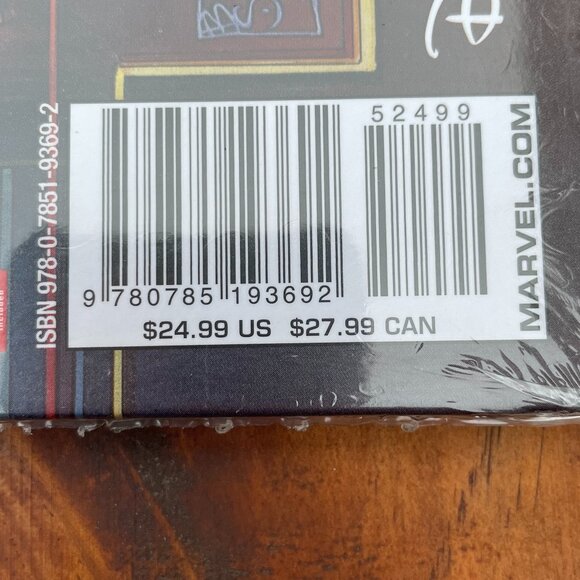 ISBN 978-0-7851-9369-2
52499
9 780785 193692
$24.99 US $27.99 CAN
MARVEL.COM